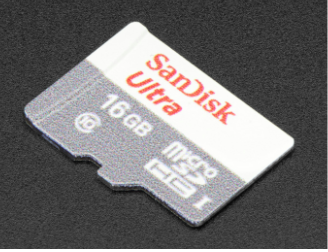 SanDisk
Ultra
16GB
10
micro
SD
HC I